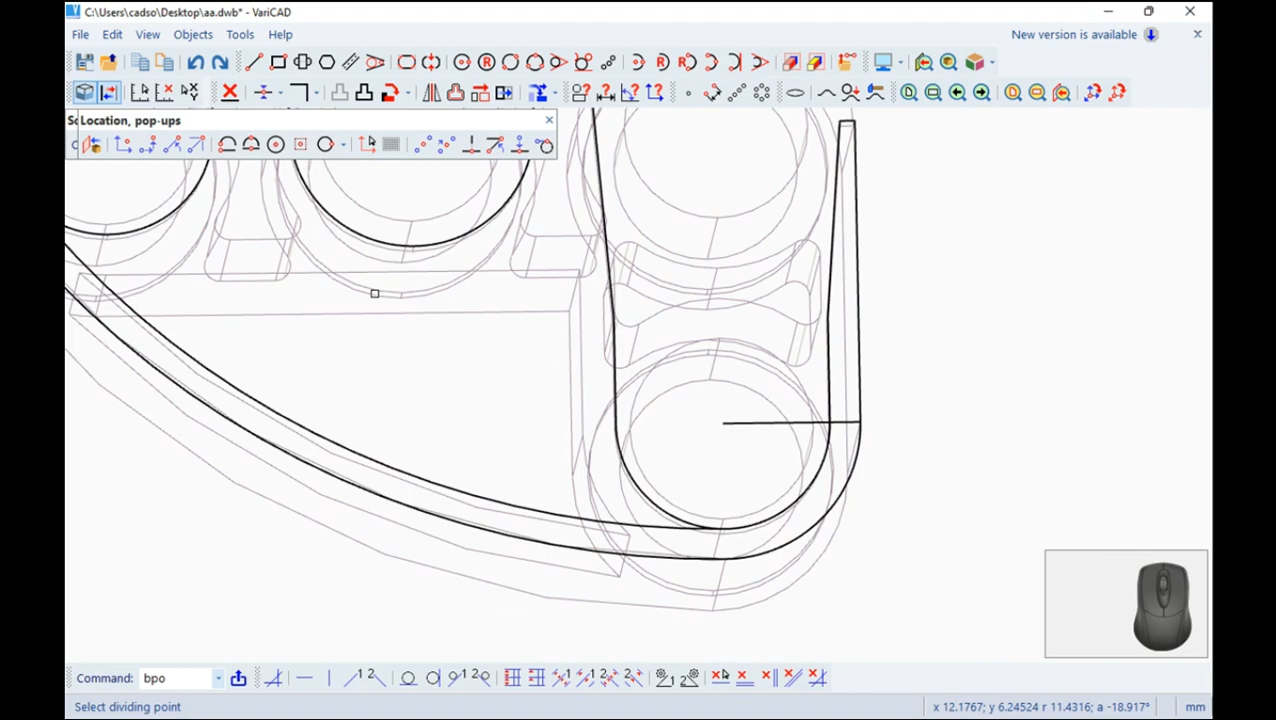 C:\Users\cadso\Desktop\aa.dwb* - VariCAD
File Edit View Objects Tools Help
New version is available
Location, pop-ups
Command: bpo
Select dividing point
x 12.1767; y 6.24524 r 11.4316; a -18.917°
mm